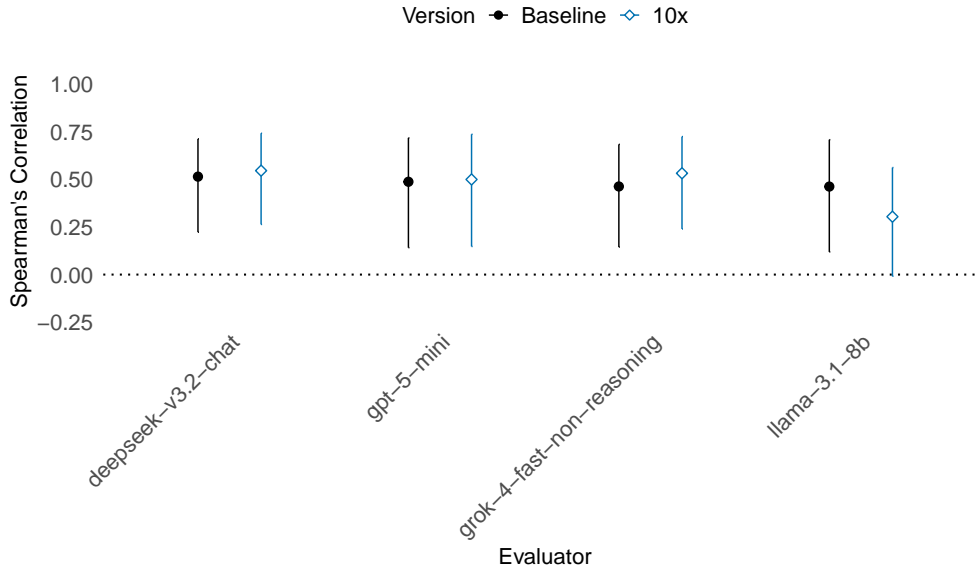 Version Baseline 10x
Spearman's Correlation
1.00
0.75
0.50
0.25
0.00
−0.25
deepseek−v3.2−chat
gpt−5−mini
grok−4−fast−non−reasoning
llama−3.1−8b
Evaluator